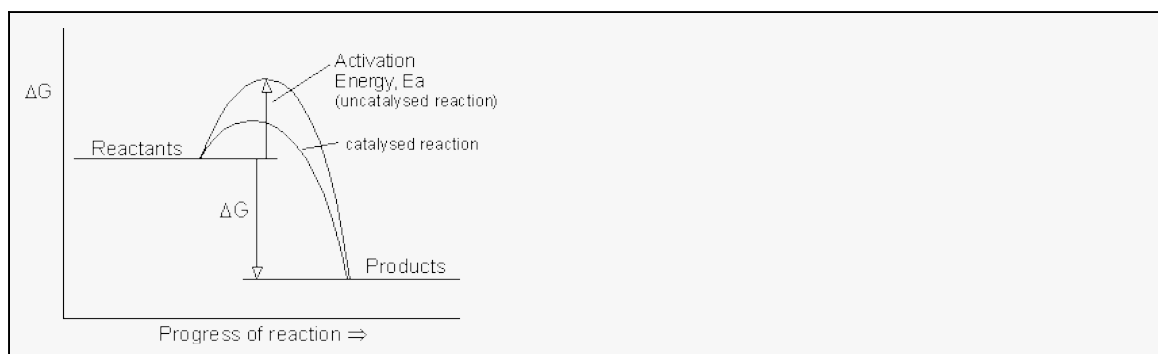 Activation
Energy, Ea
(uncatalysed reaction)
ΔG
catalysed reaction
Reactants
ΔG
Products
Progress of reaction ⇒